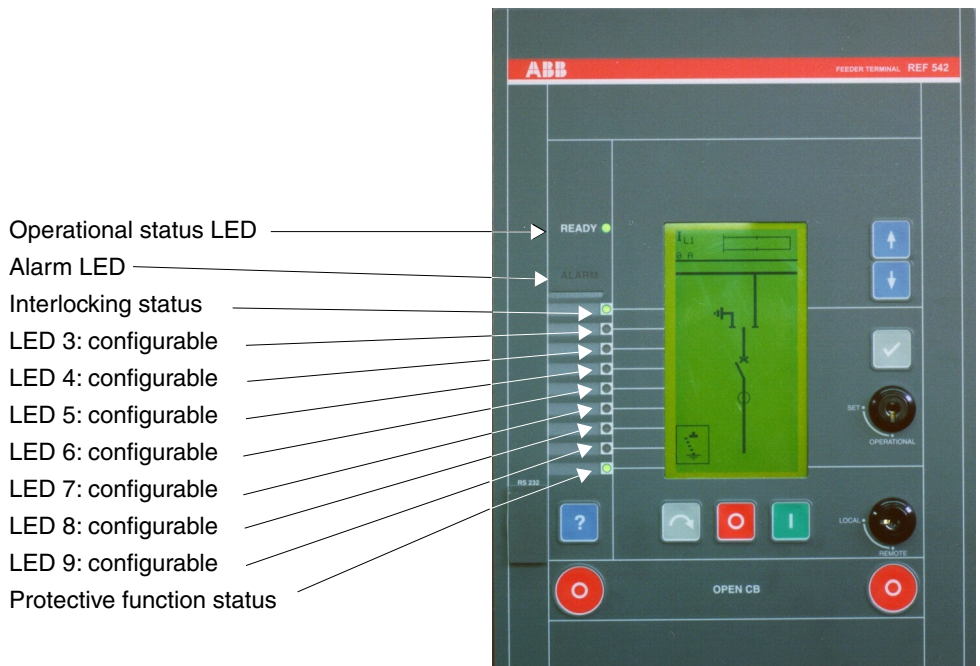 ABB
FEEDER TERMINAL REF 542
Operational status LED
READY
Alarm LED
ALARM
Interlocking status
LED 3: configurable
LED 4: configurable
LED 5: configurable
LED 6: configurable
LED 7: configurable
LED 8: configurable
LED 9: configurable
Protective function status
IL1
0 A
SET
OPERATIONAL
RS 232
?
LOCAL
REMOTE
OPEN CB